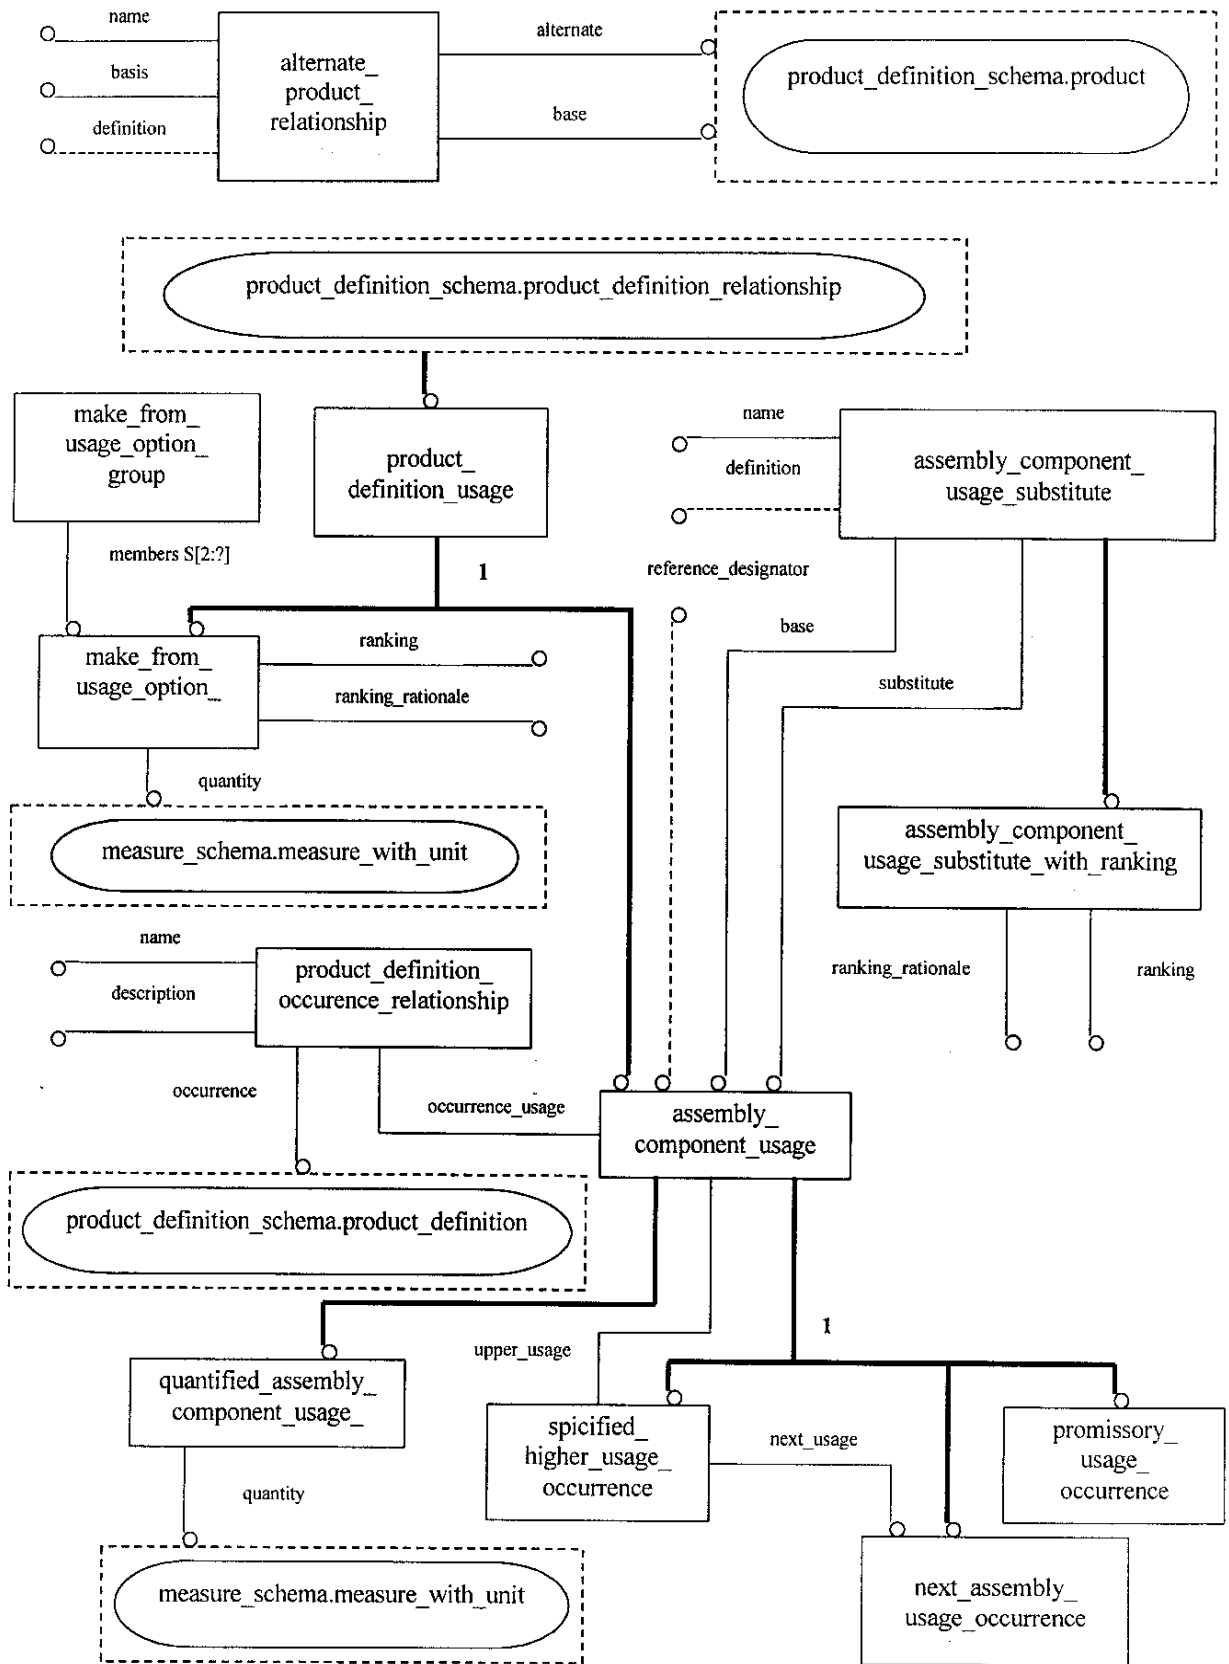 name
alternate
basis
alternate_
product_
relationship
product_definition_schema.product
definition
base
product_definition_schema.product_definition_relationship
make_from_
usage_option_
group
product_
definition_usage
name
definition
assembly_component_
usage_substitute
members S[2:?]
1
reference_designator
base
substitute
make_from_
usage_option_
ranking
ranking_rationale
quantity
measure_schema.measure_with_unit
assembly_component_
usage_substitute_with_ranking
name
description
product_definition_
occurence_relationship
ranking_rationale
ranking
occurrence
occurrence_usage
assembly_
component_usage
product_definition_schema.product_definition
upper_usage
1
quantified_assembly_
component_usage_
spicified_
higher_usage_
occurrence
next_usage
promissory_
usage_
occurrence
quantity
measure_schema.measure_with_unit
next_assembly_
usage_occurrence